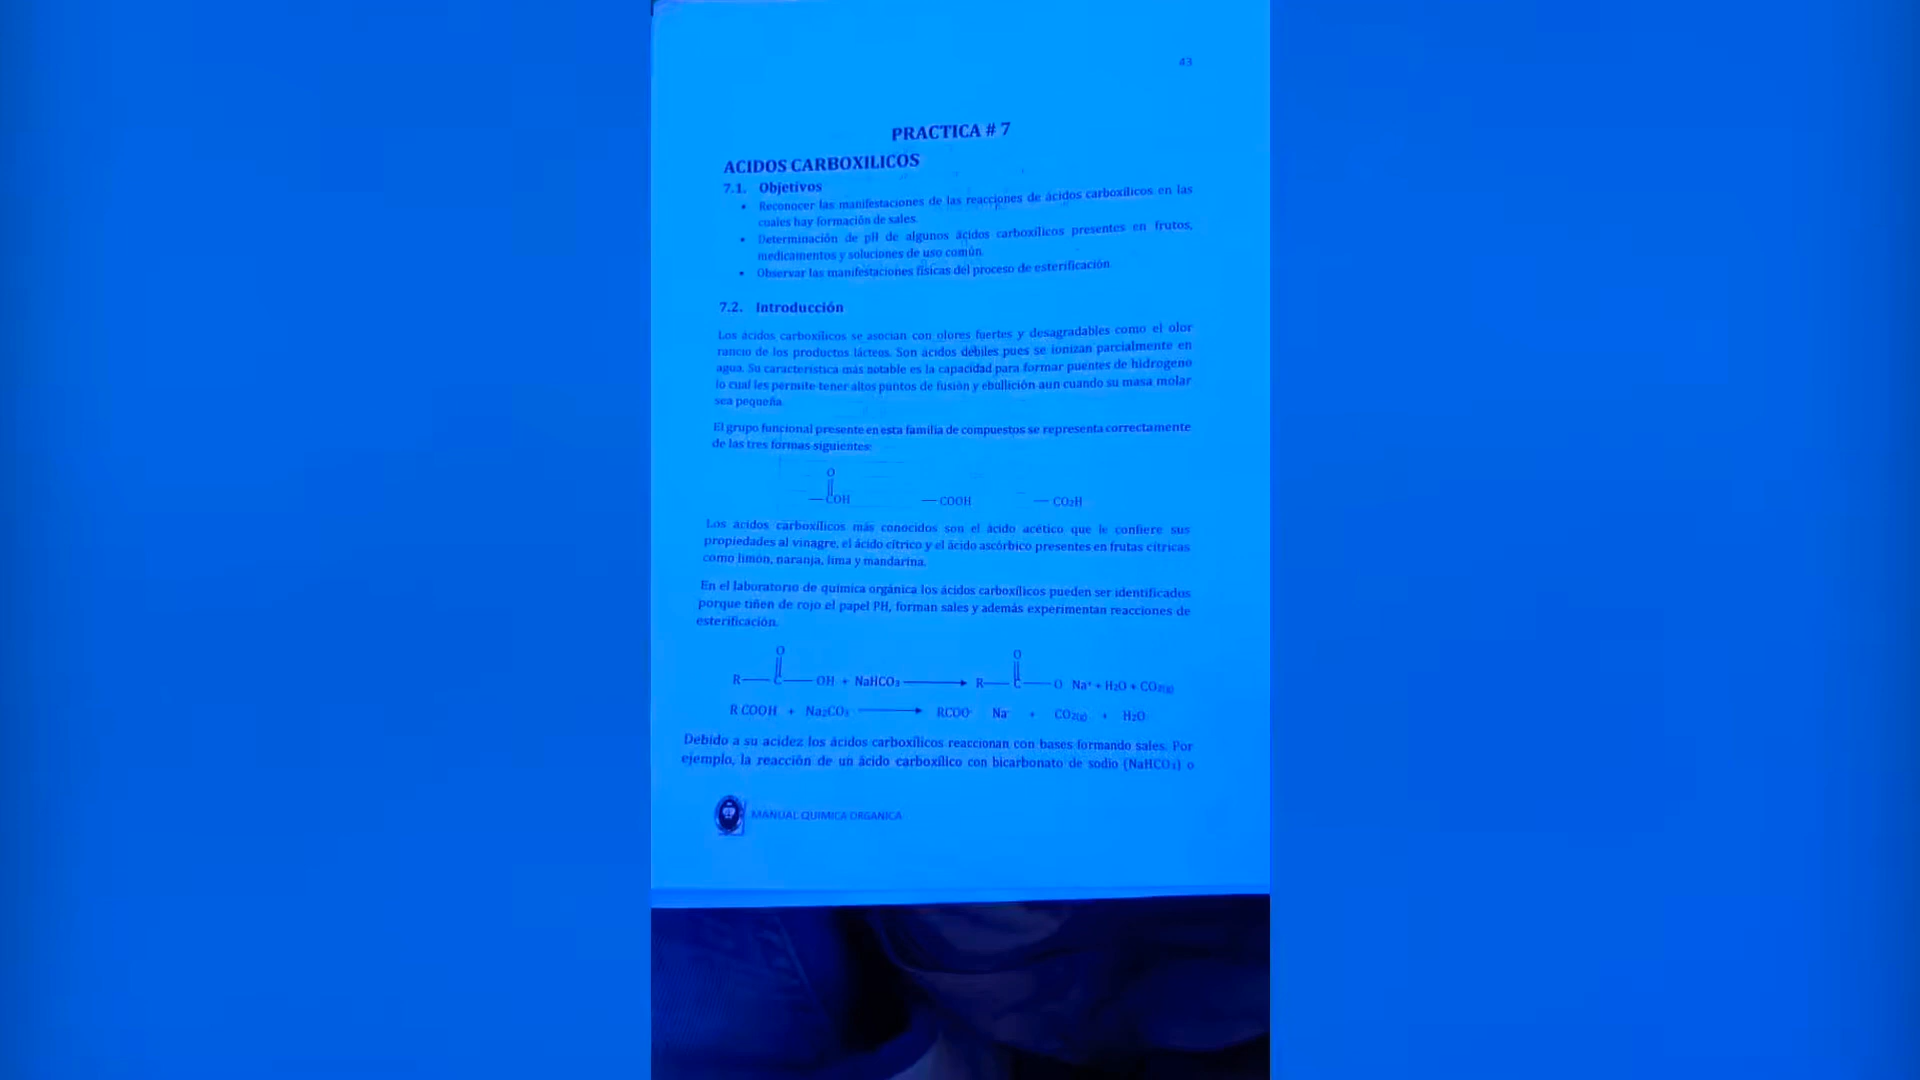 43
PRACTICA # 7
ACIDOS CARBOXILICOS
7.1. Objetivos
• Reconocer las manifestaciones de las reacciones de ácidos carboxílicos en las
cuales hay formación de sales.
• Determinación de pH de algunos ácidos carboxílicos presentes en frutos,
medicamentos y soluciones de uso común.
• Observar las manifestaciones físicas del proceso de esterificación.
7.2. Introducción
Los ácidos carboxílicos se asocian con olores fuertes y desagradables como el olor
rancio de los productos lácteos. Son ácidos débiles pues se ionizan parcialmente en
agua. Su característica más notable es la capacidad para formar puentes de hidrogeno
lo cual les permite tener altos puntos de fusión y ebullición aun cuando su masa molar
sea pequeña.
El grupo funcional presente en esta familia de compuestos se representa correctamente
de las tres formas siguientes:
O
—COH —COOH — CO₂H
Los ácidos carboxílicos más conocidos son el ácido acético que le confiere sus
propiedades al vinagre, el ácido cítrico y el ácido ascórbico presentes en frutas cítricas
como limón, naranja, lima y mandarina.
En el laboratorio de química orgánica los ácidos carboxílicos pueden ser identificados
porque tiñen de rojo el papel PH, forman sales y además experimentan reacciones de
esterificación.
O O
R—C—OH + NaHCO₃ → R—C—O Na⁺ + H₂O + CO₂₍g₎
R COOH + Na₂CO₃ → RCOO⁻ Na⁺ + CO₂₍g₎ + H₂O
Debido a su acidez los ácidos carboxílicos reaccionan con bases formando sales. Por
ejemplo, la reacción de un ácido carboxílico con bicarbonato de sodio (NaHCO₃) o
MANUAL QUIMICA ORGANICA